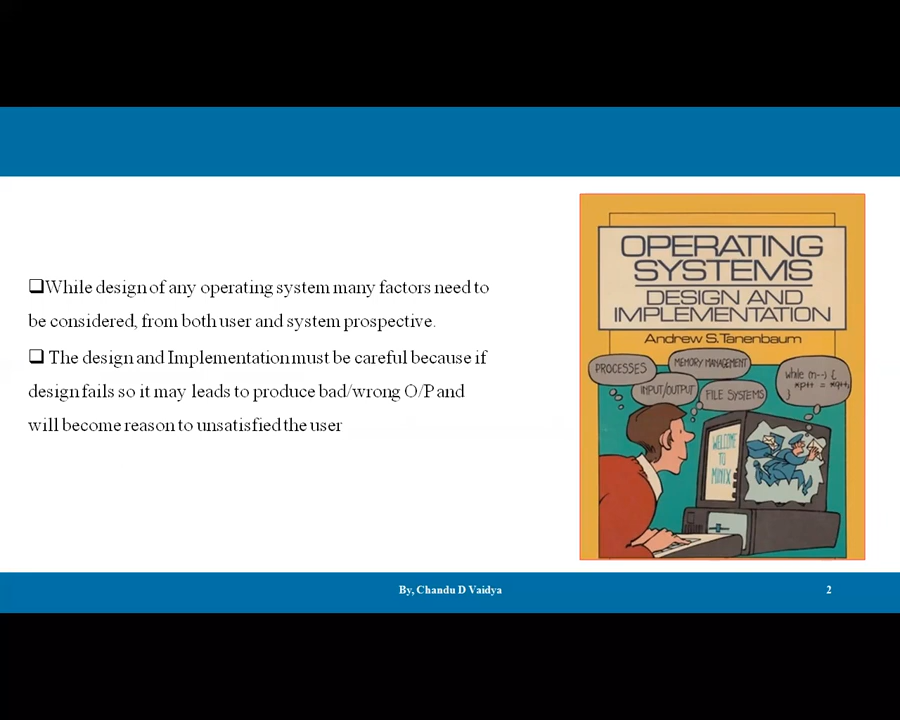 ❑While design of any operating system many factors need to
be considered, from both user and system prospective.
❑ The design and Implementation must be careful because if
design fails so it may leads to produce bad/wrong O/P and
will become reason to unsatisfied the user
OPERATING
SYSTEMS
DESIGN AND
IMPLEMENTATION
Andrew S. Tanenbaum
PROCESSES
MEMORY MANAGEMENT
INPUT/OUTPUT
FILE SYSTEMS
while (n--) {
*p++ = *q++;
}
WELCOME
TO
MINIX
By, Chandu D Vaidya
2